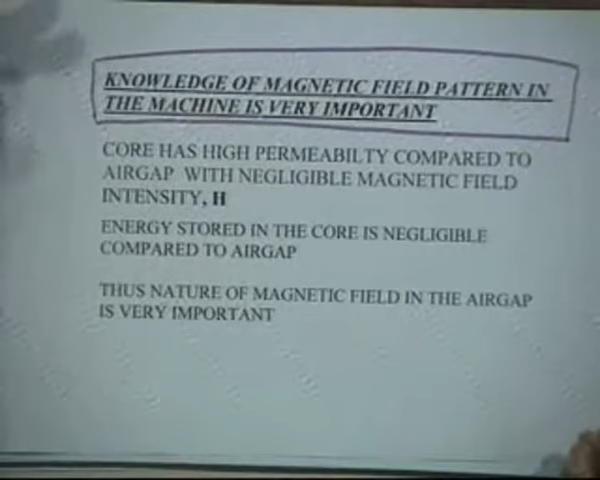 KNOWLEDGE OF MAGNETIC FIELD PATTERN IN
THE MACHINE IS VERY IMPORTANT
CORE HAS HIGH PERMEABILTY COMPARED TO
AIRGAP WITH NEGLIGIBLE MAGNETIC FIELD
INTENSITY, H
ENERGY STORED IN THE CORE IS NEGLIGIBLE
COMPARED TO AIRGAP
THUS NATURE OF MAGNETIC FIELD IN THE AIRGAP
IS VERY IMPORTANT